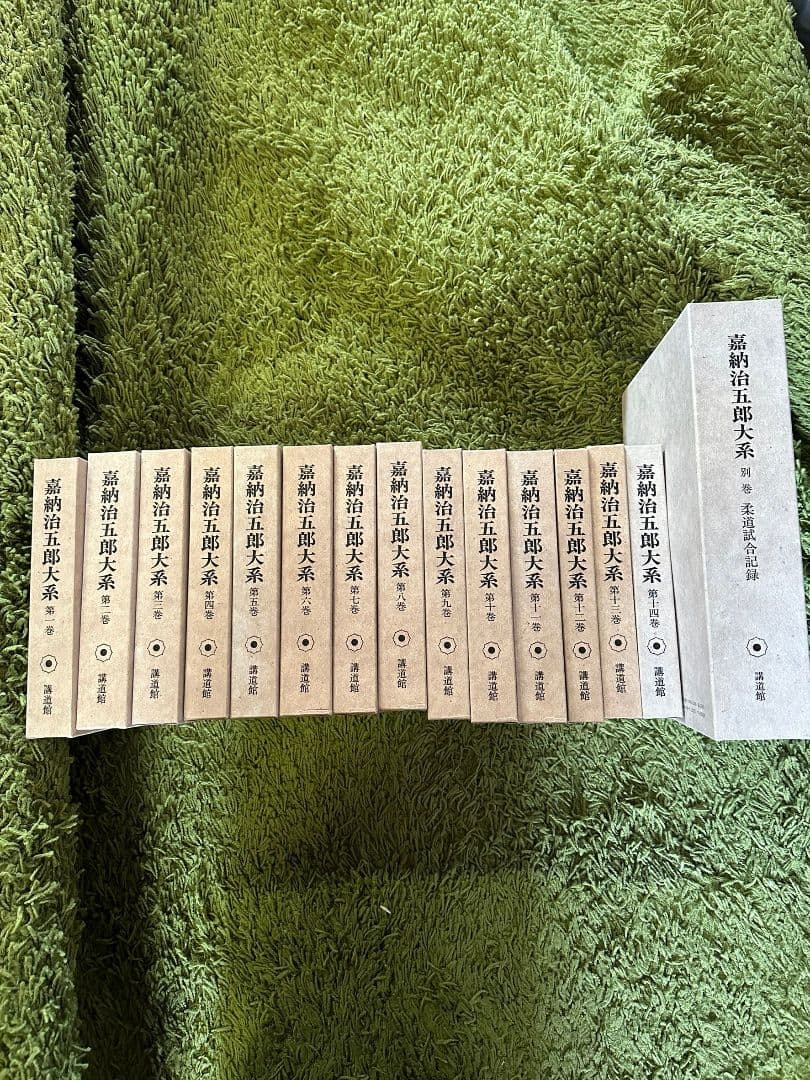 嘉納治五郎大系 第一巻 講道館
嘉納治五郎大系 第二巻 講道館
嘉納治五郎大系 第三巻 講道館
嘉納治五郎大系 第四巻 講道館
嘉納治五郎大系 第五巻 講道館
嘉納治五郎大系 第六巻 講道館
嘉納治五郎大系 第七巻 講道館
嘉納治五郎大系 第八巻 講道館
嘉納治五郎大系 第九巻 講道館
嘉納治五郎大系 第十巻 講道館
嘉納治五郎大系 第十一巻 講道館
嘉納治五郎大系 第十二巻 講道館
嘉納治五郎大系 第十三巻 講道館
嘉納治五郎大系 第十四巻 講道館
嘉納治五郎大系 別巻 柔道試合記録 講道館